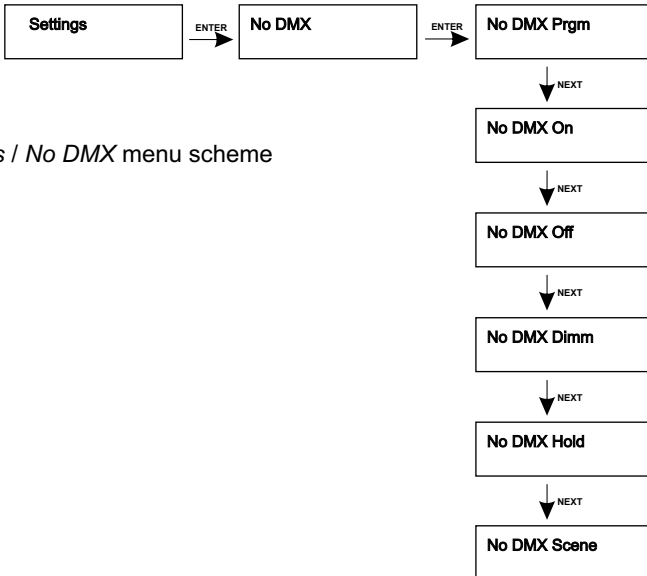 Settings
ENTER
No DMX
ENTER
No DMX Prgm
NEXT
No DMX On
s / No DMX menu scheme
NEXT
No DMX Off
NEXT
No DMX Dimm
NEXT
No DMX Hold
NEXT
No DMX Scene